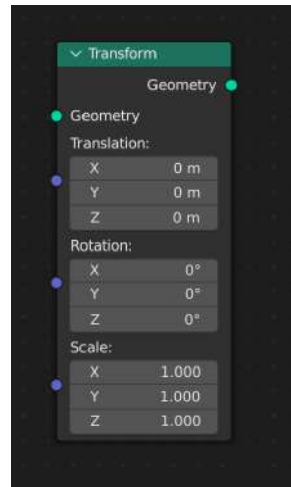 Transform
Geometry
Geometry
Translation:
X 0 m
Y 0 m
Z 0 m
Rotation:
X 0°
Y 0°
Z 0°
Scale:
X 1.000
Y 1.000
Z 1.000